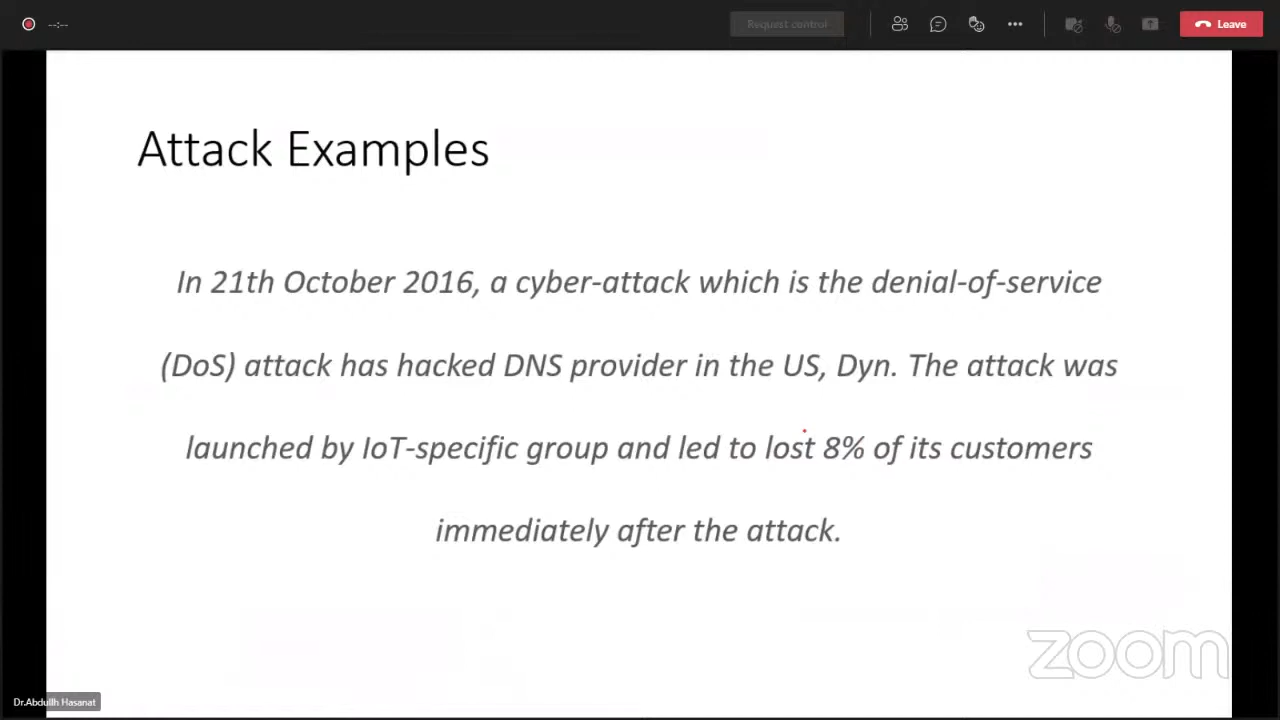 --:--
Request control
Leave
Attack Examples
In 21th October 2016, a cyber-attack which is the denial-of-service
(DoS) attack has hacked DNS provider in the US, Dyn. The attack was
launched by IoT-specific group and led to lost 8% of its customers
immediately after the attack.
zoom
Dr.Abdullh Hasanat